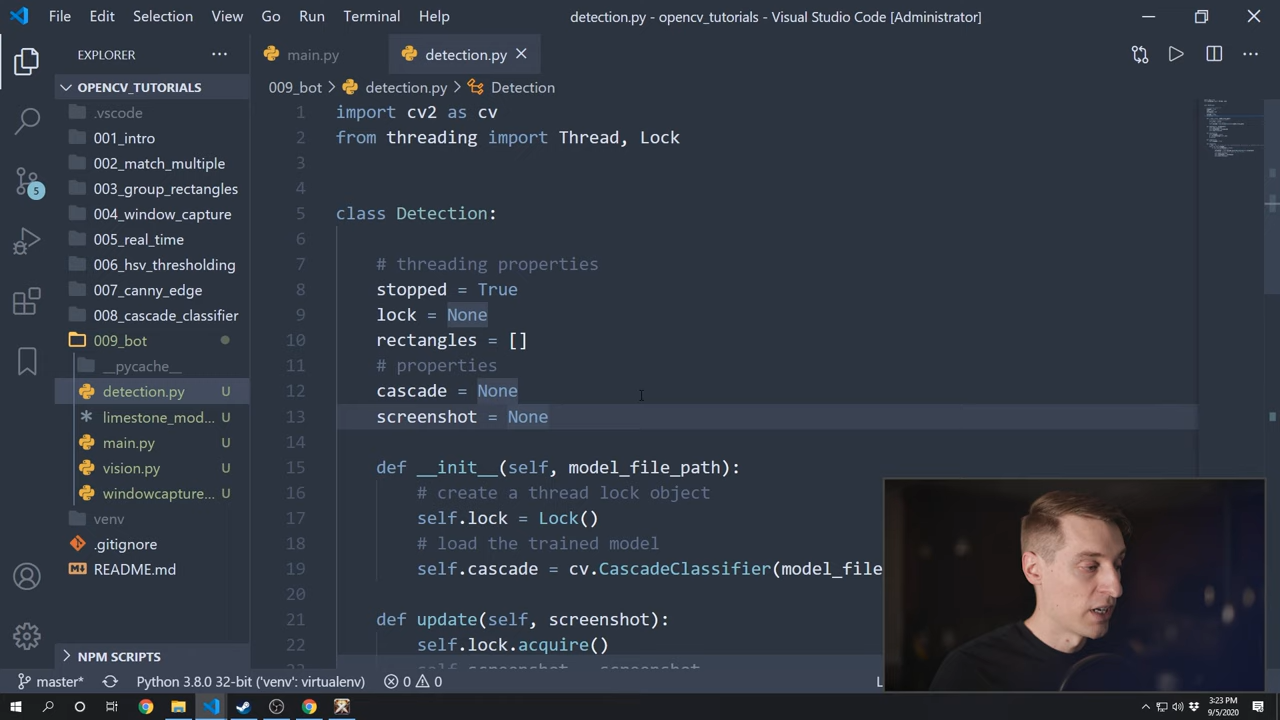 File Edit Selection View Go Run Terminal Help detection.py - opencv_tutorials - Visual Studio Code [Administrator]
EXPLORER
OPENCV_TUTORIALS
.vscode
001_intro
002_match_multiple
003_group_rectangles
004_window_capture
005_real_time
006_hsv_thresholding
007_canny_edge
008_cascade_classifier
009_bot
__pycache__
detection.py U
limestone_mod... U
main.py U
vision.py U
windowcapture... U
venv
.gitignore
README.md
NPM SCRIPTS
5
main.py detection.py
009_bot > detection.py > Detection
1 import cv2 as cv
2 from threading import Thread, Lock
3
4
5 class Detection:
6
7 # threading properties
8 stopped = True
9 lock = None
10 rectangles = []
11 # properties
12 cascade = None
13 screenshot = None
14
15 def __init__(self, model_file_path):
16 # create a thread lock object
17 self.lock = Lock()
18 # load the trained model
19 self.cascade = cv.CascadeClassifier(model_file
20
21 def update(self, screenshot):
22 self.lock.acquire()
23 self.screenshot = screenshot
master* Python 3.8.0 32-bit ('venv': virtualenv) 0 0 L
3:23 PM
9/5/2020